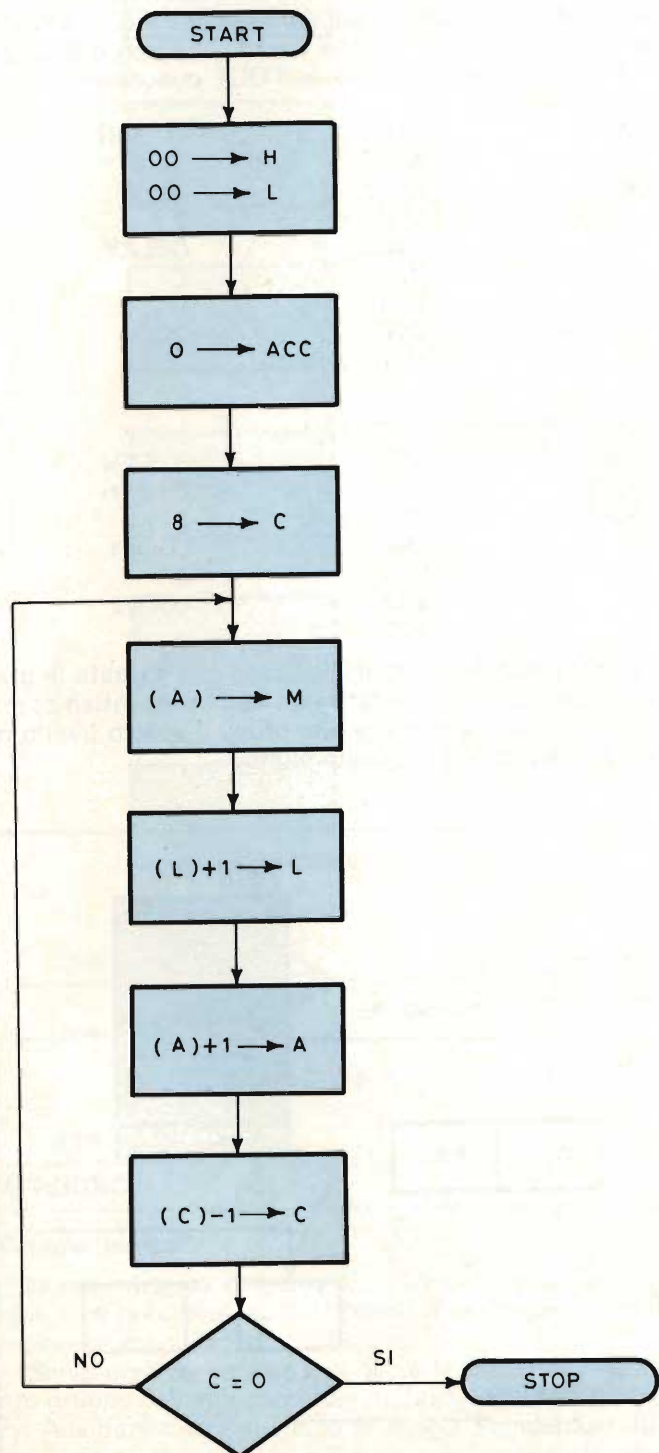 START
00 → H
00 → L
0 → ACC
8 → C
(A) → M
(L)+1 → L
(A)+1 → A
(C)-1 → C
C = 0
NO
SI
STOP